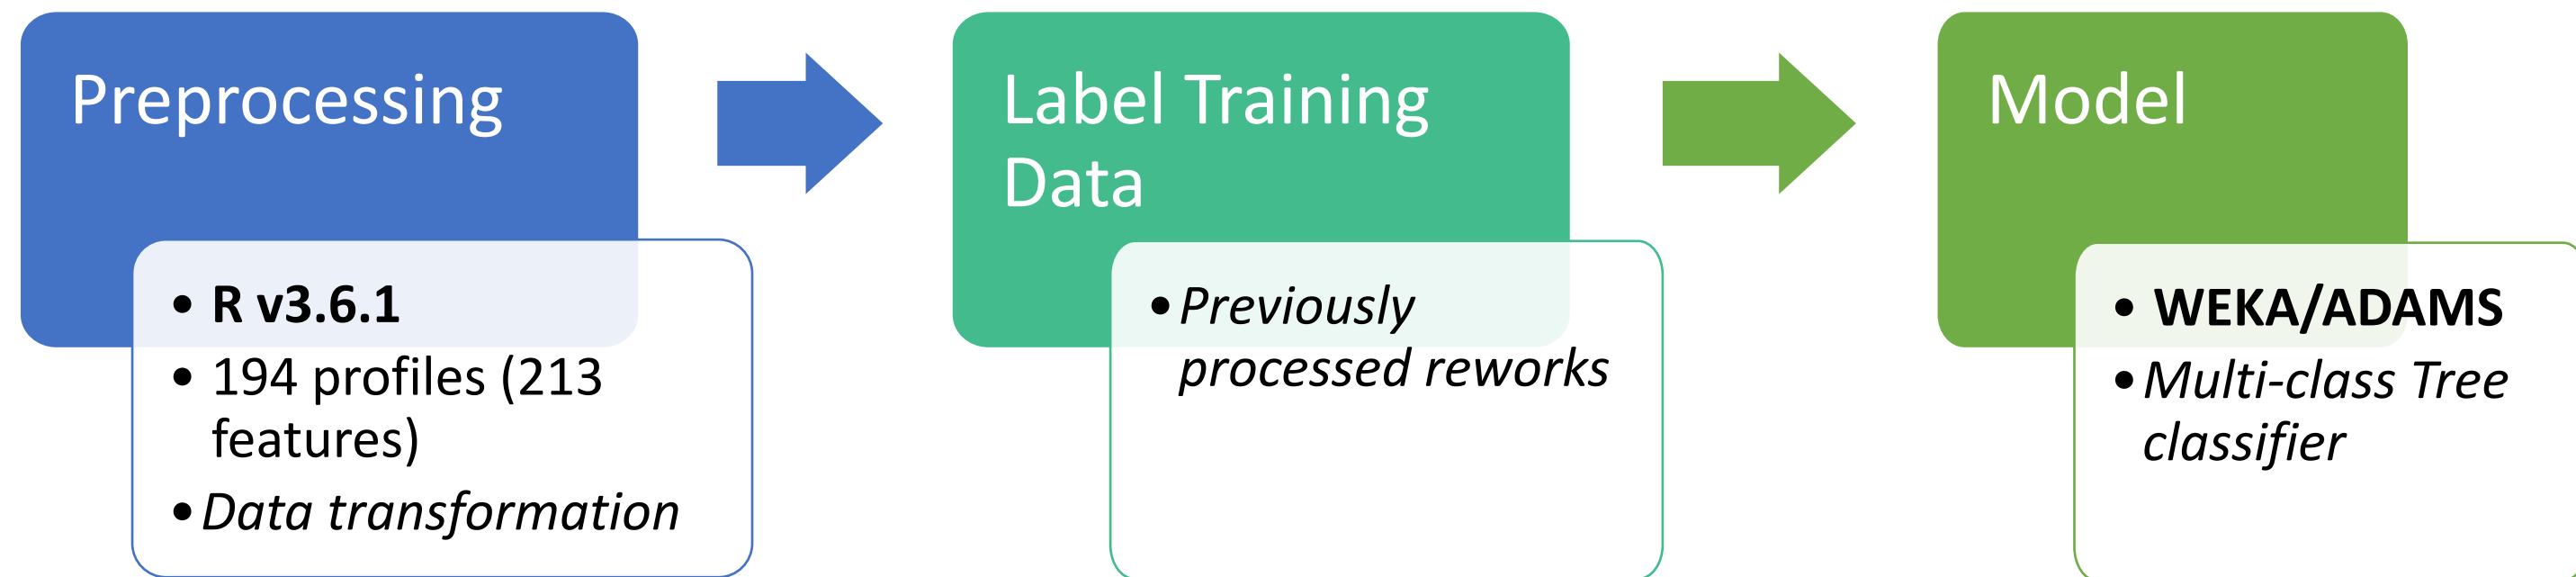 Preprocessing
• R v3.6.1
• 194 profiles (213
features)
• Data transformation
Label Training
Data
• Previously
processed reworks
Model
• WEKA/ADAMS
• Multi-class Tree
classifier